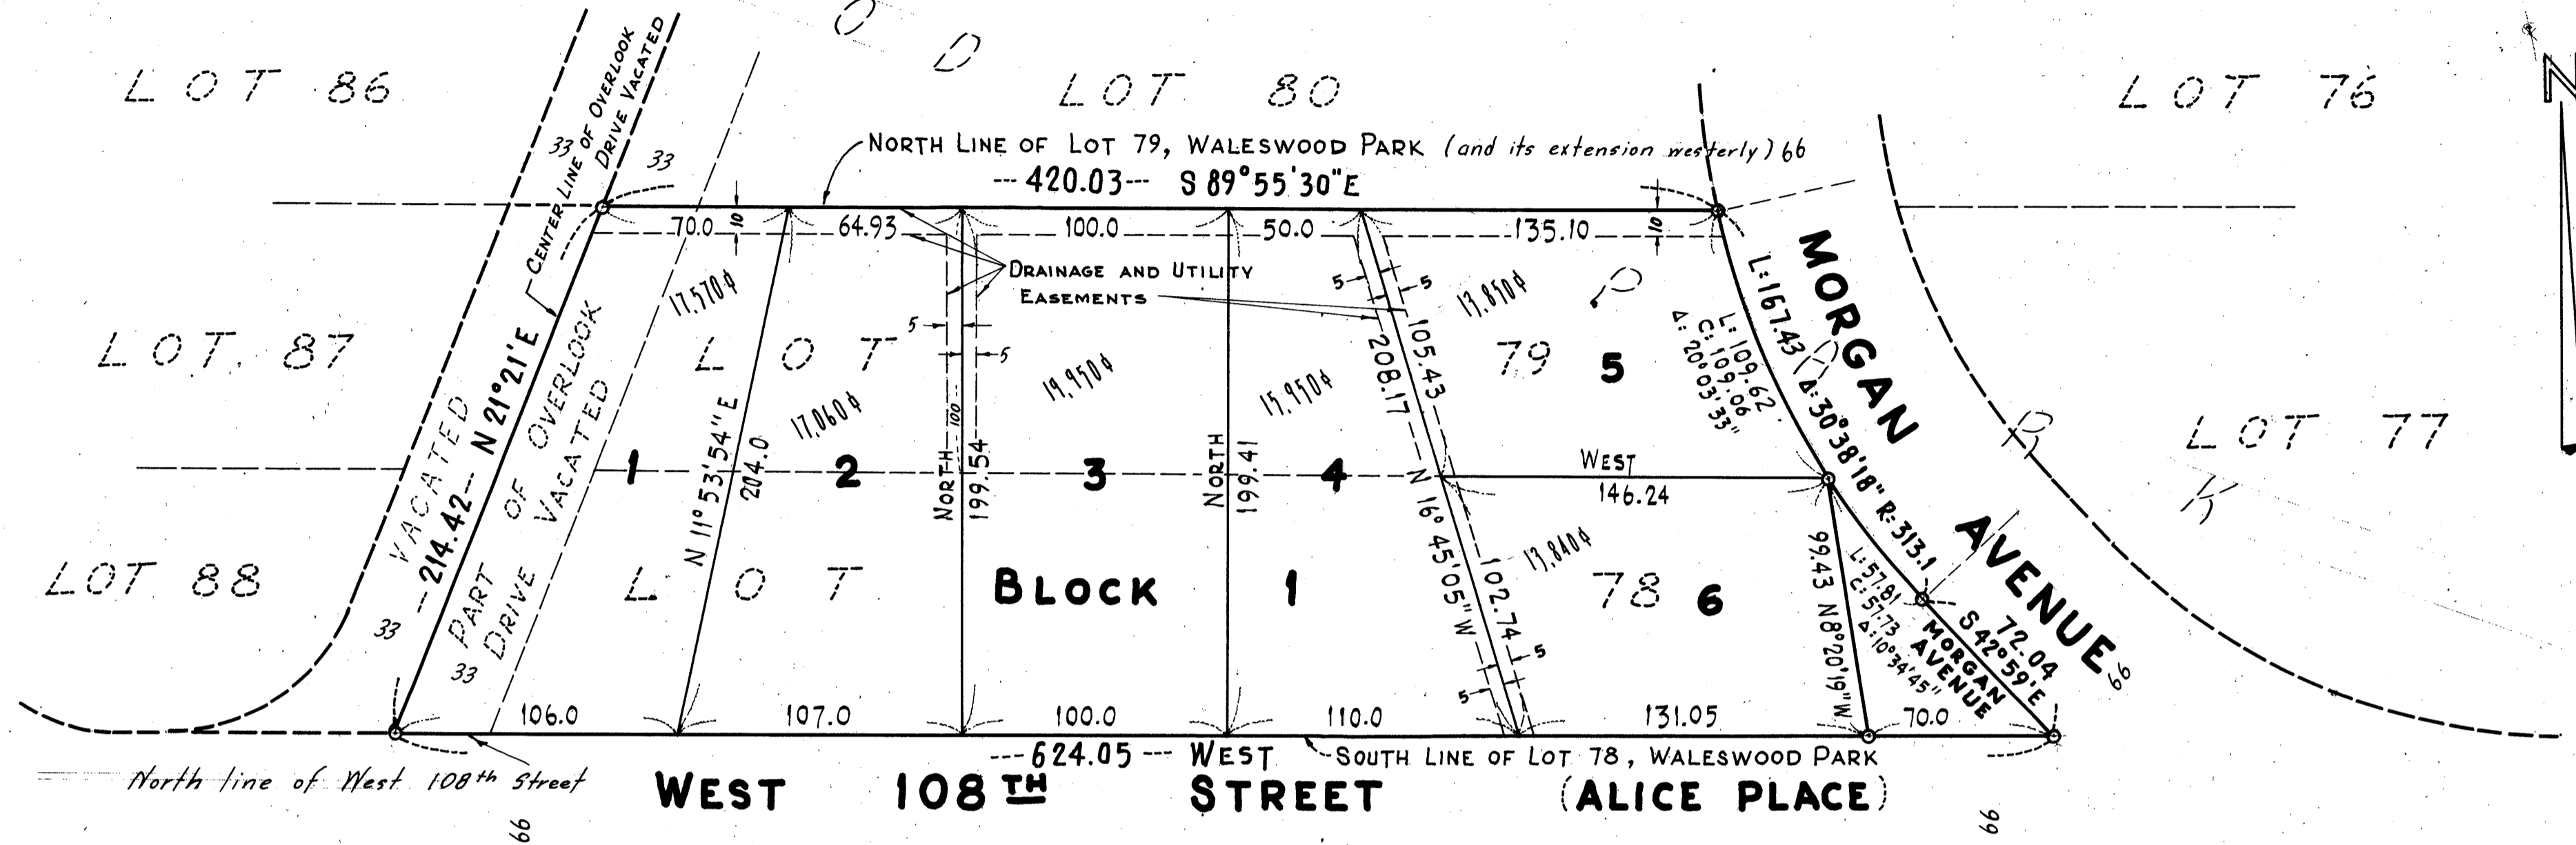 O D
LOT 86
LOT 80
LOT 76
N
CENTER LINE OF OVERLOOK
DRIVE VACATED
33
33
NORTH LINE OF LOT 79, WALESWOOD PARK (and its extension westerly) 66
---420.03--- S 89°55'30"E
70.0
10
64.93
100.0
50.0
135.10
10
DRAINAGE AND UTILITY
EASEMENTS
5
5
5
5
17,570
17,060
19,950
15,950
13,850
13,840
LOT 87
LOT
79
LOT 77
P
A
R
K
MORGAN
AVENUE
66
L:167.43 Δ:30°38'18" R:313.1
L:109.62
C:109.06
Δ:20°03'33"
VACATED
---214.42-- N 21°21'E
PART OF OVERLOOK
DRIVE VACATED
N 11°53'54" E
204.0
NORTH 100
199.54
NORTH
199.41
208.17 N 16°45'05" W
105.43
102.74
WEST
146.24
1
2
3
4
5
6
LOT 88
LOT
78
BLOCK 1
33
33
5
5
99.43 N8°20'19"W
L:57.81
C:57.73
Δ:10°34'45"
MORGAN
AVENUE
72.04
S 42°59'E
106.0
107.0
100.0
110.0
131.05
70.0
---624.05--- WEST
SOUTH LINE OF LOT 78, WALESWOOD PARK
North line of West 108th Street
WEST 108TH STREET (ALICE PLACE)
66
66